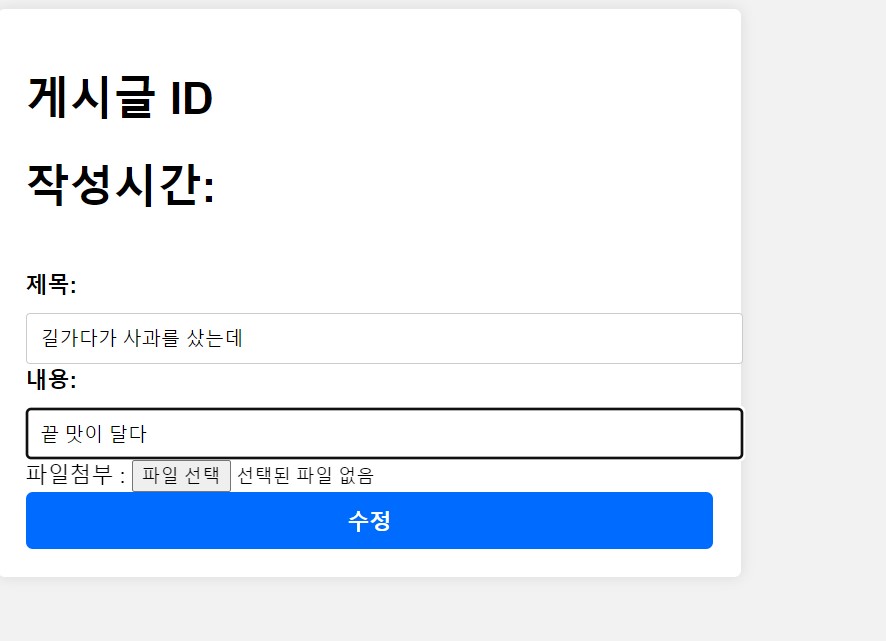 게시글 ID
작성시간:
제목:
길가다가 사과를 샀는데
내용:
끝 맛이 달다
파일첨부 : 파일 선택 선택된 파일 없음
수정